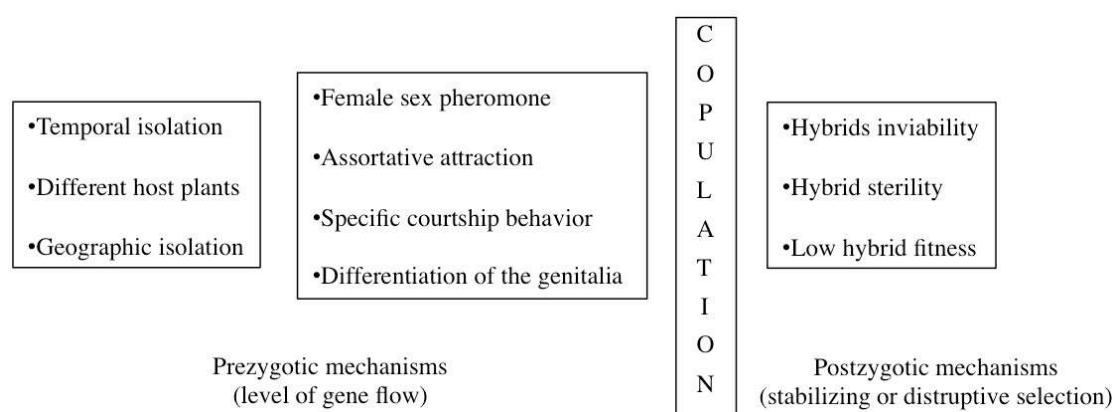 •Temporal isolation
•Different host plants
•Geographic isolation
•Female sex pheromone
•Assortative attraction
•Specific courtship behavior
•Differentiation of the genitalia
C
O
P
U
L
A
T
I
O
N
•Hybrids inviability
•Hybrid sterility
•Low hybrid fitness
Prezygotic mechanisms
(level of gene flow)
Postzygotic mechanisms
(stabilizing or distruptive selection)